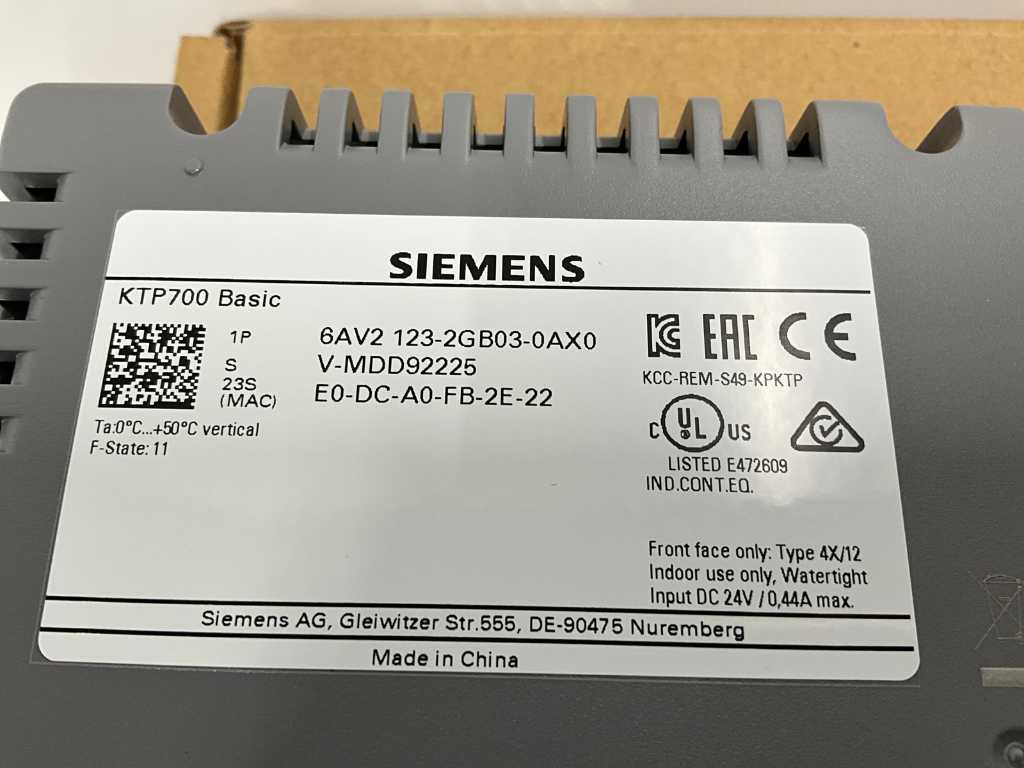 SIEMENS
KTP700 Basic
1P 6AV2 123-2GB03-0AX0
S V-MDD92225
23S
(MAC) E0-DC-A0-FB-2E-22
Ta:0°C...+50°C vertical
F-State: 11
EAC CE
KCC-REM-S49-KPKTP
C UL US
LISTED E472609
IND.CONT.EQ.
Front face only: Type 4X/12
Indoor use only, Watertight
Input DC 24V / 0,44A max.
Siemens AG, Gleiwitzer Str.555, DE-90475 Nuremberg
Made in China